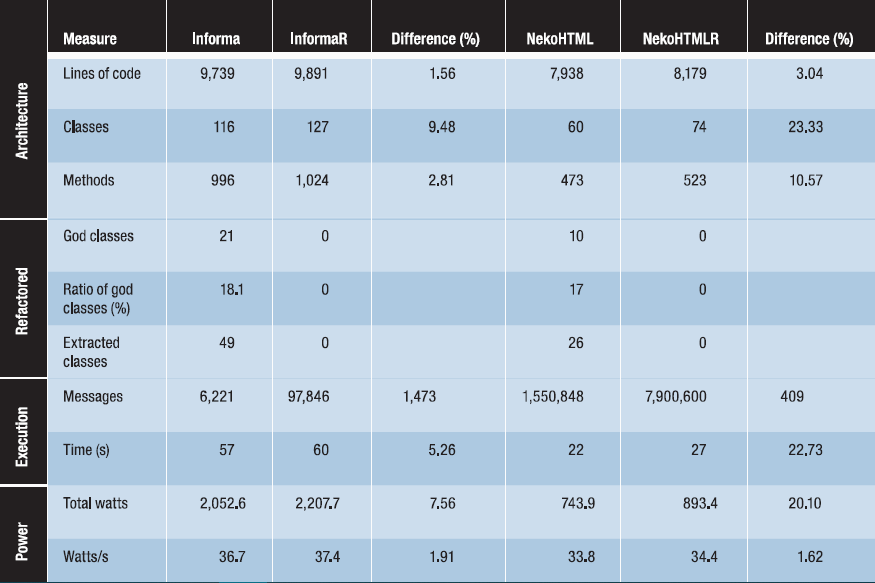 Measure Informa InformaR Difference (%) NekoHTML NekoHTMLR Difference (%)
Architecture
Lines of code 9,739 9,891 1.56 7,938 8,179 3.04
Classes 116 127 9.48 60 74 23.33
Methods 996 1,024 2.81 473 523 10.57
Refactored
God classes 21 0 10 0
Ratio of god
classes (%) 18.1 0 17 0
Extracted
classes 49 0 26 0
Execution
Messages 6,221 97,846 1,473 1,550,848 7,900,600 409
Time (s) 57 60 5.26 22 27 22.73
Power
Total watts 2,052.6 2,207.7 7.56 743.9 893.4 20.10
Watts/s 36.7 37.4 1.91 33.8 34.4 1.62